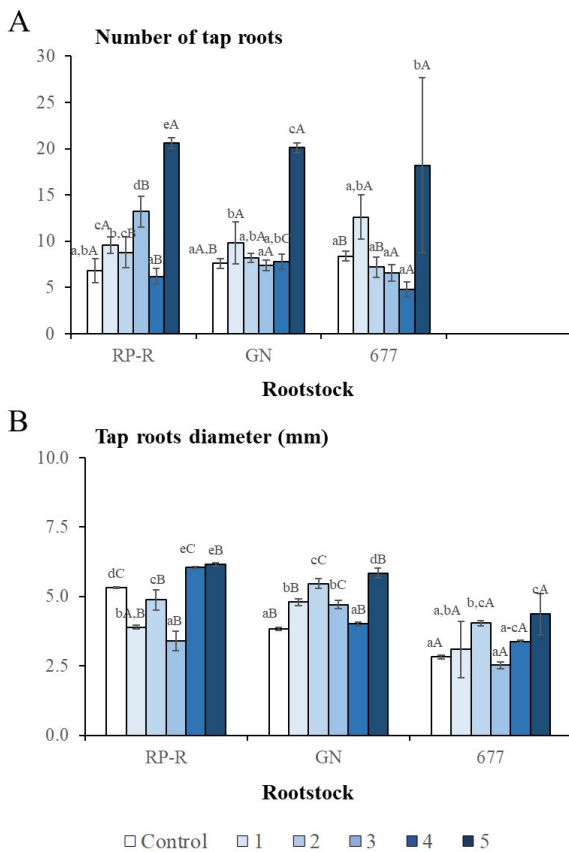 A
Number of tap roots
30
25
20
15
10
5
0
a,bA
cA
b,cB
dB
aB
eA
aA,B
bA
a,bA
aA
a,bC
cA
aB
a,bA
aB
aA
aA
bA
RP-R
GN
677
Rootstock
B
Tap roots diameter (mm)
10.0
7.5
5.0
2.5
0.0
dC
bA,B
cB
aB
eC
eB
aB
bB
cC
bC
aB
dB
aA
a,bA
b,cA
aA
a-cA
cA
RP-R
GN
677
Rootstock
Control 1 2 3 4 5